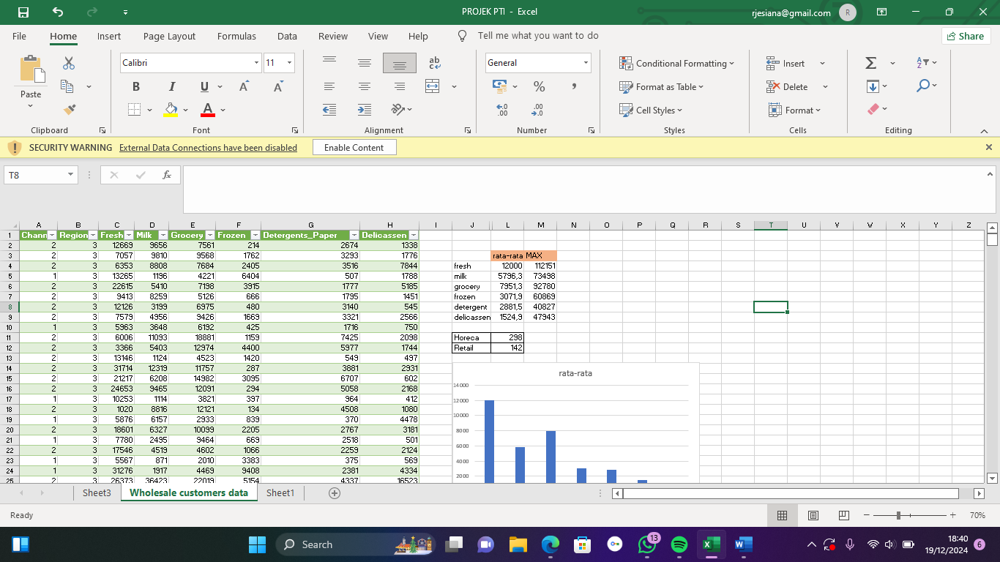 PROJEK PTI - Excel
rjesiana@gmail.com R
File Home Insert Page Layout Formulas Data Review View Help Tell me what you want to do Share
Paste
Calibri 11
B I U A A A
ab
General
% ,
Conditional Formatting
Format as Table
Cell Styles
Insert
Delete
Format
Clipboard Font Alignment Number Styles Cells Editing
SECURITY WARNING External Data Connections have been disabled Enable Content
T8 fx
A B C D E F G H I J L M N O P Q R S T U V W X Y Z
1 Chann Region Fresh Milk Grocery Frozen Detergents_Paper Delicassen
2 2 3 12669 9656 7561 214 2674 1338
3 2 3 7057 9810 9568 1762 3293 1776 rata-rata MAX
4 2 3 6353 8808 7684 2405 3516 7844 fresh 12000 112151
5 1 3 13265 1196 4221 6404 507 1788 milk 5796,3 73498
6 2 3 22615 5410 7198 3915 1777 5185 grocery 7951,3 92780
7 2 3 9413 8259 5126 666 1795 1451 frozen 3071,9 60869
8 2 3 12126 3199 6975 480 3140 545 detergent 2881,5 40827
9 2 3 7579 4956 9426 1669 3321 2566 delicassen 1524,9 47943
10 1 3 5963 3648 6192 425 1716 750
11 2 3 6006 11093 18881 1159 7425 2098 Horeca 298
12 2 3 3366 5403 12974 4400 5977 1744 Retail 142
13 2 3 13146 1124 4523 1420 549 497
14 2 3 31714 12319 11757 287 3881 2931 rata-rata
15 2 3 21217 6208 14982 3095 6707 602 14000
16 2 3 24653 9465 12091 294 5058 2168
17 1 3 10253 1114 3821 397 964 412 12000
18 2 3 1020 8816 12121 134 4508 1080 10000
19 1 3 5876 6157 2933 839 370 4478
20 2 3 18601 6327 10099 2205 2767 3181 8000
21 1 3 7780 2495 9464 669 2518 501
22 2 3 17546 4519 4602 1066 2259 2124 6000
23 1 3 5567 871 2010 3383 375 569 4000
24 1 3 31276 1917 4469 9408 2381 4334
25 2 3 26373 36423 22019 5154 4337 16523 2000
Sheet3 Wholesale customers data Sheet1
Ready 70%
Search 13 18:40
19/12/2024 6